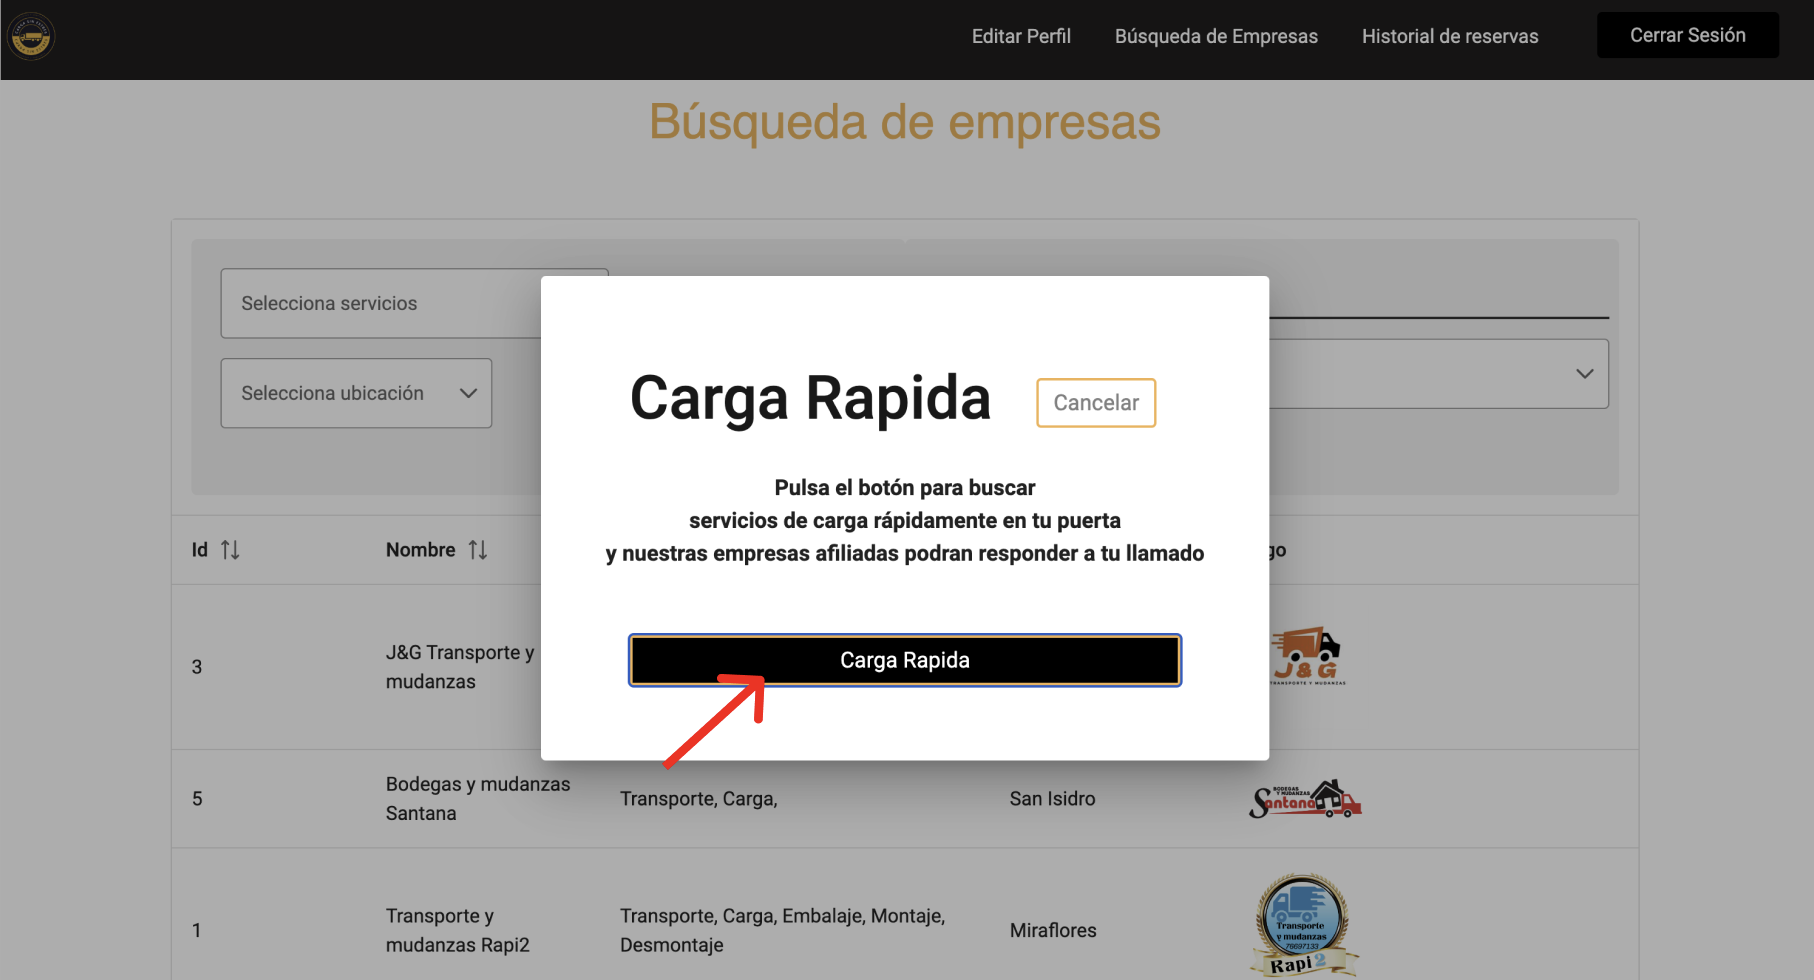 Editar Perfil
Búsqueda de Empresas
Historial de reservas
Cerrar Sesión
Búsqueda de empresas
Selecciona servicios
Selecciona ubicación
Carga Rapida
Cancelar
Pulsa el botón para buscar
servicios de carga rápidamente en tu puerta
y nuestras empresas afiliadas podran responder a tu llamado
Carga Rapida
Id
Nombre
go
3
J&G Transporte y
mudanzas
J&G
TRANSPORTE Y MUDANZAS
5
Bodegas y mudanzas
Santana
Transporte, Carga,
San Isidro
BODEGAS
Y MUDANZAS
Santana
1
Transporte y
mudanzas Rapi2
Transporte, Carga, Embalaje, Montaje,
Desmontaje
Miraflores
Transporte
y mudanzas
76697133
Rapi 2